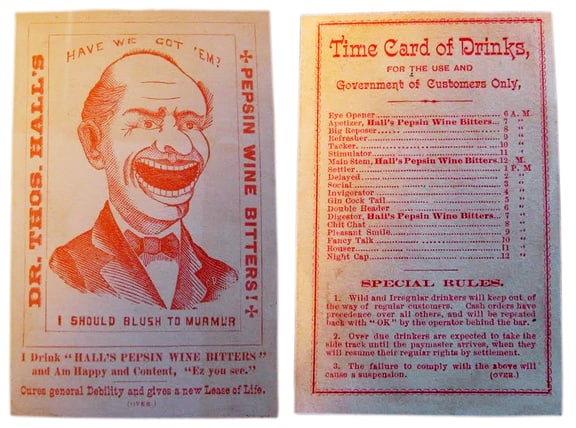 HAVE WE GOT 'EM?
DR. THOS. HALL'S
PEPSIN WINE BITTERS!
I SHOULD BLUSH TO MURMUR
I Drink "HALL'S PEPSIN WINE BITTERS"
and Am Happy and Content, "Ez you see."
Cures general Debility and gives a new Lease of Life.
(OVER.)
Time Card of Drinks,
FOR THE USE AND
Government of Customers Only,
Eye Opener 6 A. M
Apetizer, Hall's Pepsin Wine Bitters. 7 "
Big Reposer 8 "
Refresher 9 "
Tacker 10 "
Stimulator 11 "
Main Stem, Hall's Pepsin Wine Bitters. 12 M.
Settler 1 P. M
Delayed 2 "
Social 3 "
Invigorator 4 "
Gin Cock Tail 5 "
Double Header 6 "
Digestor, Hall's Pepsin Wine Bitters... 7 "
Chit Chat 8 "
Pleasant Smile 9 "
Fancy Talk 10 "
Rouser 11 "
Night Cap 12 "
SPECIAL RULES.
1. Wild and Irregular drinkers will keep out of
the way of regular customers. Cash orders have
precedence over all others, and will be repeated
back with "OK" by the operator behind the bar.
2. Over due drinkers are expected to take the
side track until the paymaster arrives, when they
will resume their regular rights by settlement.
3. The failure to comply with the above will
cause a suspension. (OVER.)